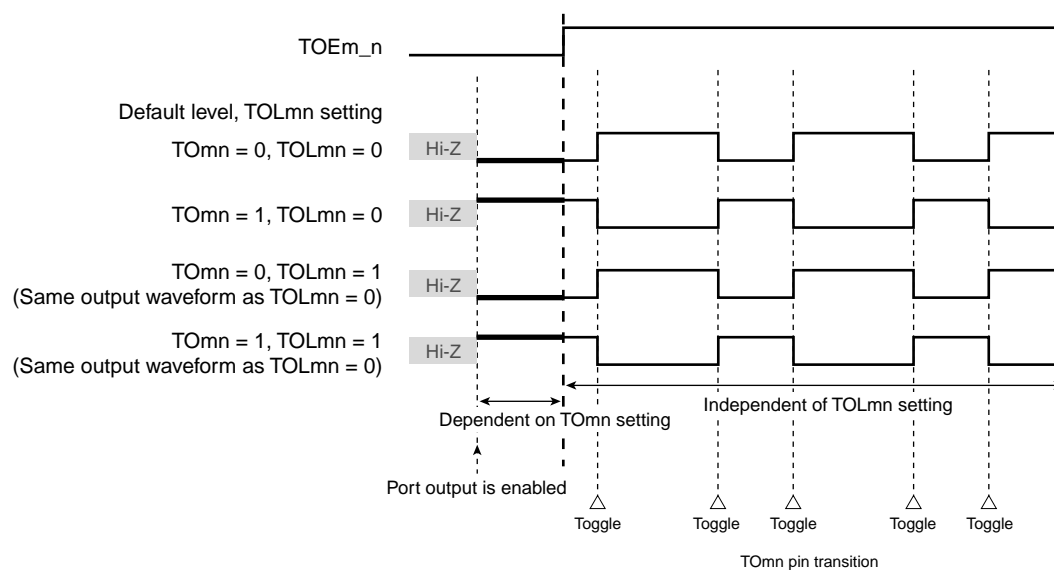 TOEm_n
Default level, TOLmn setting
TOmn = 0, TOLmn = 0
Hi-Z
TOmn = 1, TOLmn = 0
Hi-Z
TOmn = 0, TOLmn = 1
(Same output waveform as TOLmn = 0)
Hi-Z
TOmn = 1, TOLmn = 1
(Same output waveform as TOLmn = 0)
Hi-Z
Independent of TOLmn setting
Dependent on TOmn setting
Port output is enabled
Toggle Toggle Toggle Toggle Toggle
TOmn pin transition